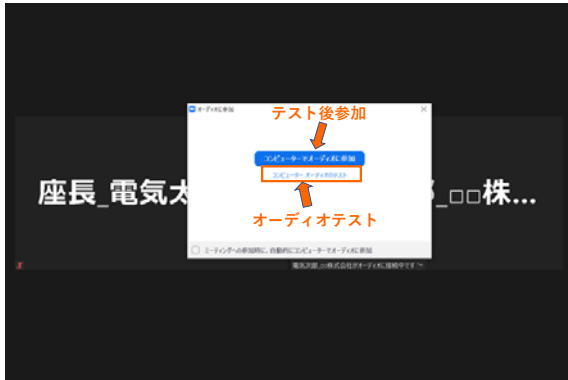 オーディオに参加
テスト後参加
コンピューターでオーディオに参加
コンピューター オーディオのテスト
座長_電気太
_□□株...
オーディオテスト
ミーティングへの参加時に、自動的にコンピューターでオーディオに参加
電気次郎_□□株式会社がオーディオに接続中です